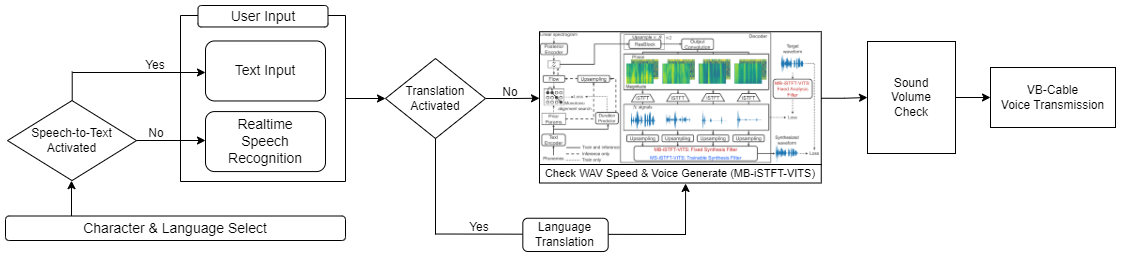 User Input
Text Input
Yes
Realtime
Speech
Recognition
No
Speech-to-Text
Activated
Character & Language Select
Translation
Activated
No
Yes
Language
Translation
Linear spectrogram
Posterior
Encoder
Flow
Upsampling
Loss
Monotonic
alignment search
Proj
Params
Duration
Predictor
Text
Encoder
Phonemes
Train and inference
Inference only
Train only
Upsample
ResBlock
Output
Convolution
Decoder
Phase
Magnitude
iSTFT
iSTFT
iSTFT
iSTFT
N signals
Upsampling
Upsampling
Upsampling
Upsampling
MB-iSTFT-VITS: Fixed Synthesis Filter
MS-iSTFT-VITS: Trainable Synthesis Filter
Target
waveform
MB-iSTFT-VITS:
Fixed Analysis
Filter
Loss
Synthesized
waveform
Loss
Check WAV Speed & Voice Generate (MB-iSTFT-VITS)
Sound
Volume
Check
VB-Cable
Voice Transmission